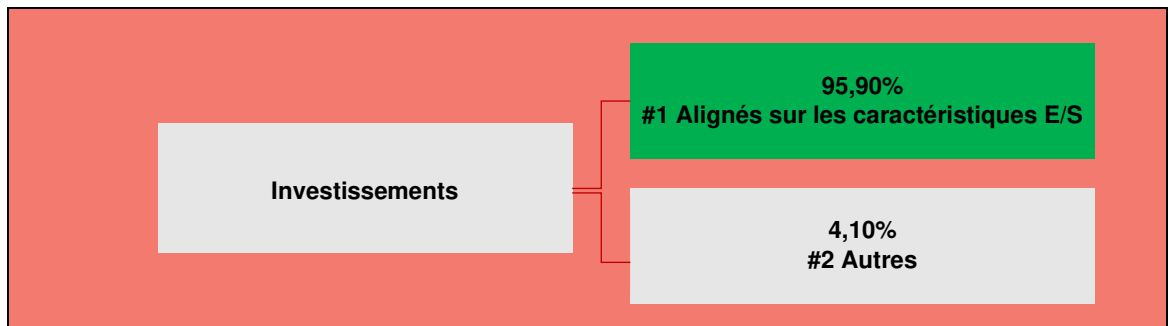 Investissements
95,90%
#1 Alignés sur les caractéristiques E/S
4,10%
#2 Autres